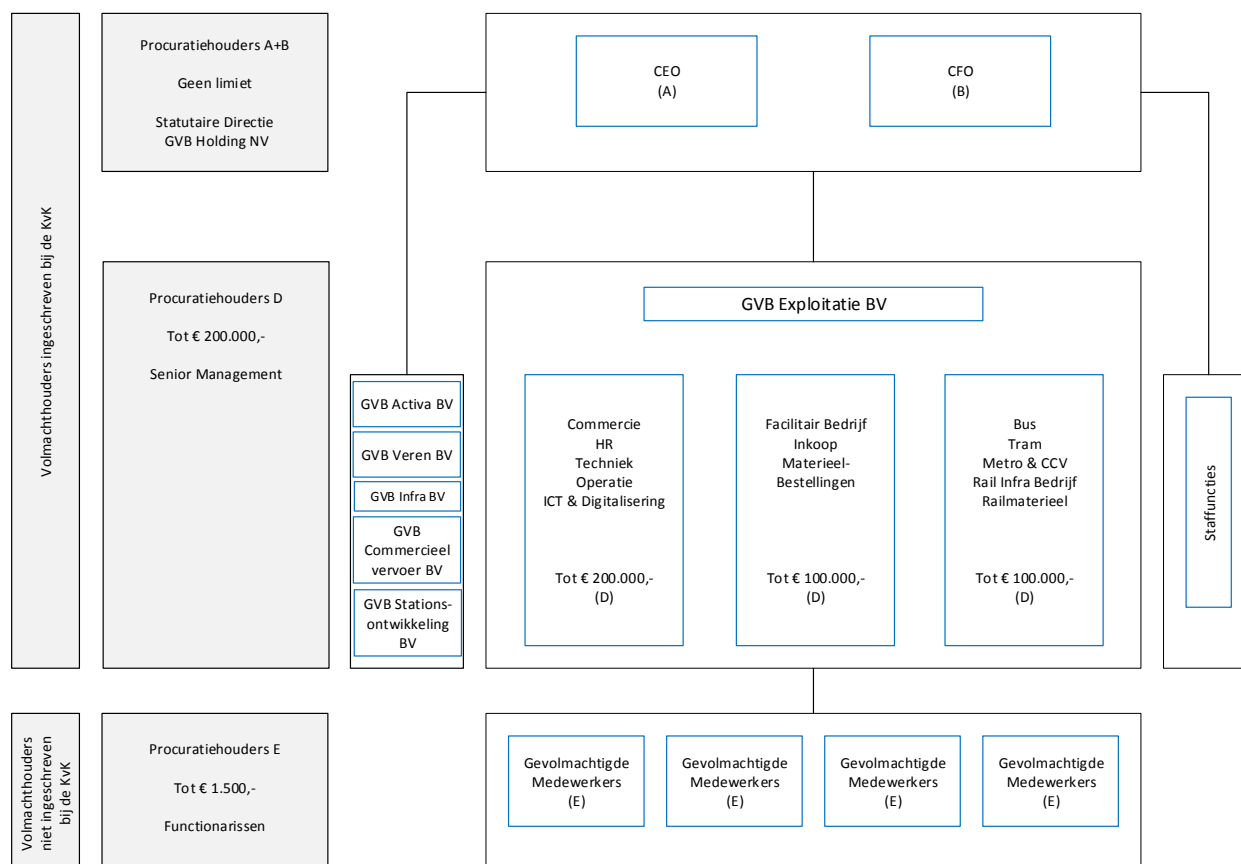 Volmachthouders ingeschreven bij de KvK
Procuratiehouders A+B
Geen limiet
Statutaire Directie
GVB Holding NV
CEO
(A)
CFO
(B)
Procuratiehouders D
Tot € 200.000,-
Senior Management
GVB Activa BV
GVB Veren BV
GVB Infra BV
GVB
Commercieel
vervoer BV
GVB Stations-
ontwikkeling
BV
GVB Exploitatie BV
Commercie
HR
Techniek
Operatie
ICT & Digitalisering
Tot € 200.000,-
(D)
Facilitair Bedrijf
Inkoop
Materieel-
Bestellingen
Tot € 100.000,-
(D)
Bus
Tram
Metro & CCV
Rail Infra Bedrijf
Railmaterieel
Tot € 100.000,-
(D)
Staffuncties
Volmachthouders
niet ingeschreven
bij de KvK
Procuratiehouders E
Tot € 1.500,-
Functionarissen
Gevolmachtigde
Medewerkers
(E)
Gevolmachtigde
Medewerkers
(E)
Gevolmachtigde
Medewerkers
(E)
Gevolmachtigde
Medewerkers
(E)